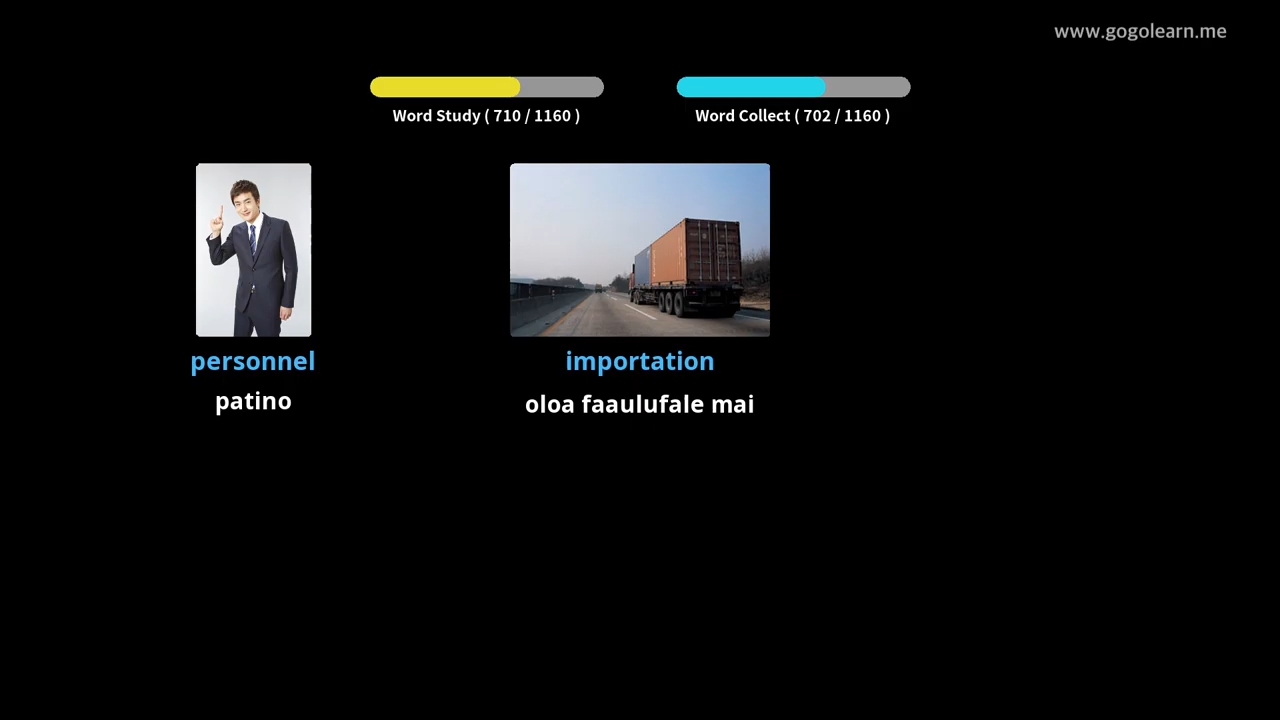 www.gogolearn.me
Word Study ( 710 / 1160 )
Word Collect ( 702 / 1160 )
personnel
patino
importation
oloa faaulufale mai